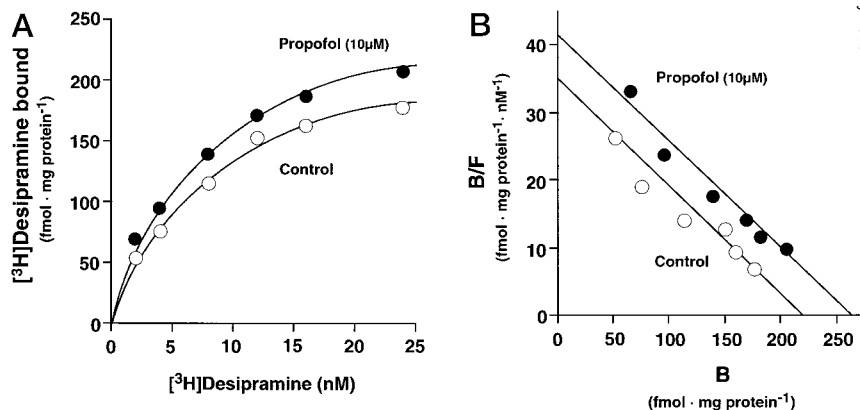 A
[³H]Desipramine bound
(fmol · mg protein⁻¹)
250
200
150
100
50
0
Propofol (10μM)
Control
0 5 10 15 20 25
[³H]Desipramine (nM)
B
B/F
(fmol · mg protein⁻¹ · nM⁻¹)
40
30
20
10
0
Propofol (10μM)
Control
0 50 100 150 200 250
B
(fmol · mg protein⁻¹)